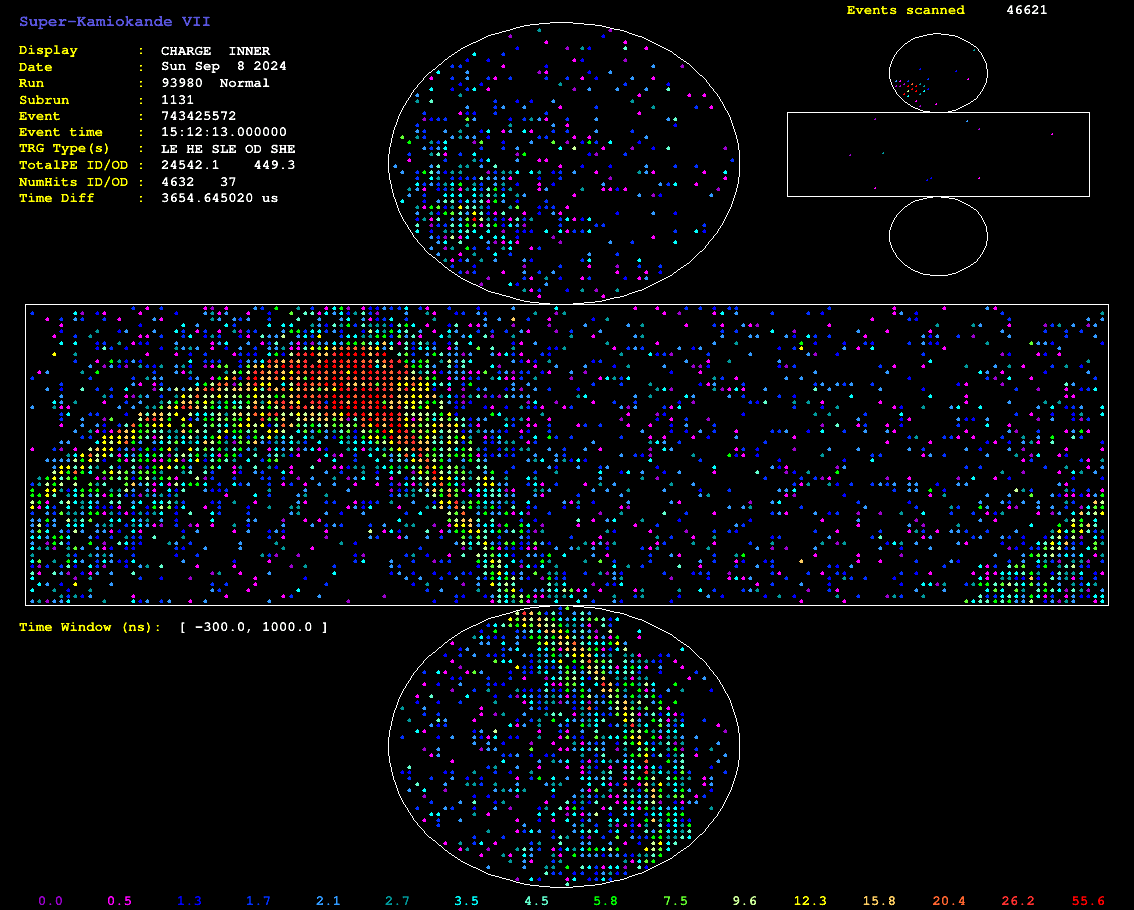 Super-Kamiokande VII
Events scanned 46621
Display : CHARGE INNER
Date : Sun Sep 8 2024
Run : 93980 Normal
Subrun : 1131
Event : 743425572
Event time : 15:12:13.000000
TRG Type(s) : LE HE SLE OD SHE
TotalPE ID/OD : 24542.1 449.3
NumHits ID/OD : 4632 37
Time Diff : 3654.645020 us
Time Window (ns): [ -300.0, 1000.0 ]
0.0 0.5 1.3 1.7 2.1 2.7 3.5 4.5 5.8 7.5 9.6 12.3 15.8 20.4 26.2 55.6